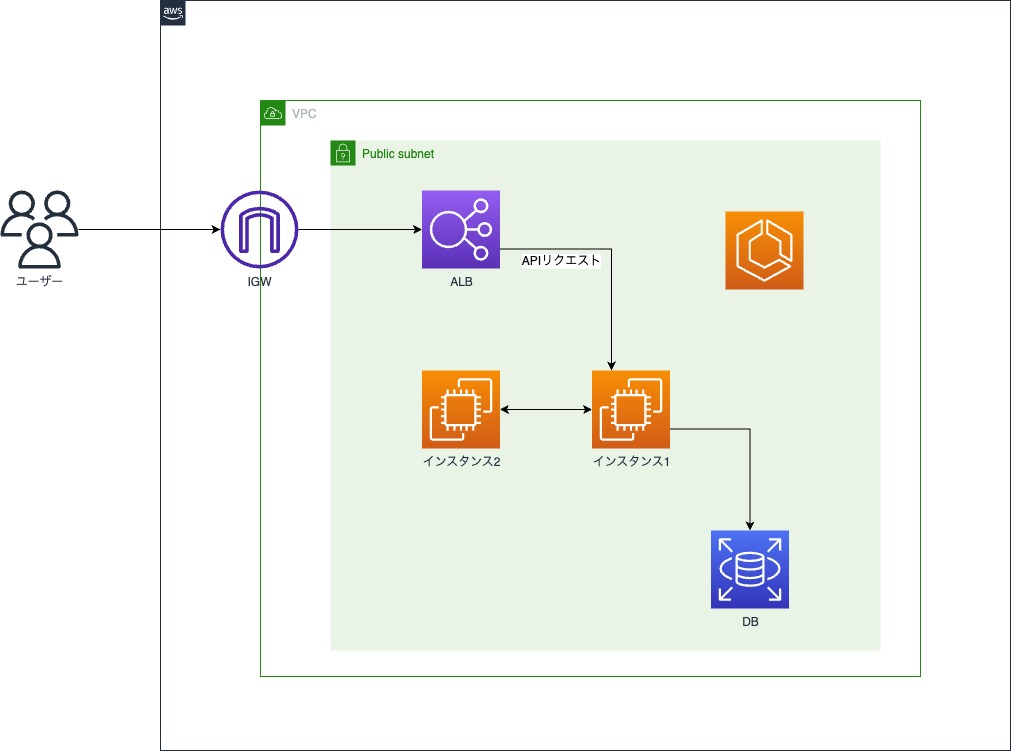 aws
VPC
Public subnet
ユーザー
IGW
ALB
APIリクエスト
インスタンス2
インスタンス1
DB